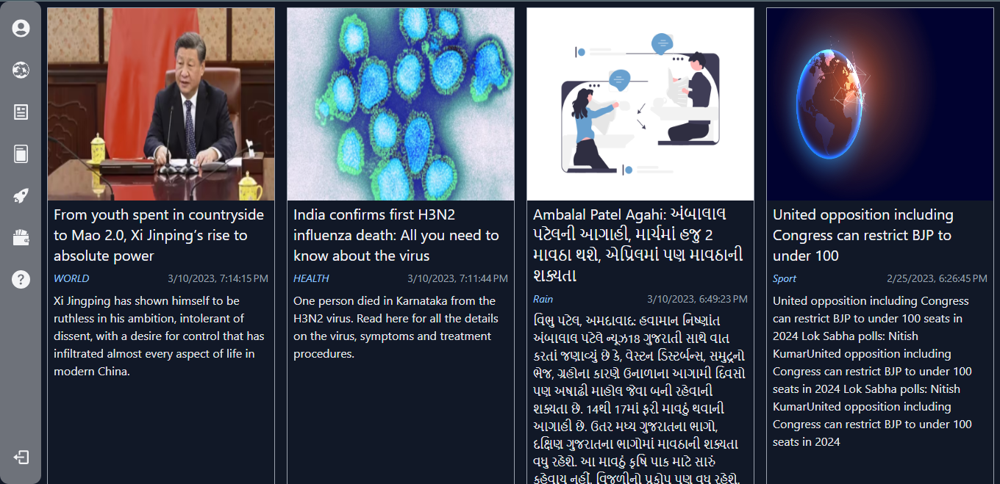 From youth spent in countryside
to Mao 2.0, Xi Jinping’s rise to
absolute power
WORLD 3/10/2023, 7:14:15 PM
Xi Jingping has shown himself to be
ruthless in his ambition, intolerant of
dissent, with a desire for control that has
infiltrated almost every aspect of life in
modern China.
India confirms first H3N2
influenza death: All you need to
know about the virus
HEALTH 3/10/2023, 7:11:44 PM
One person died in Karnataka from the
H3N2 virus. Read here for all the details
on the virus, symptoms and treatment
procedures.
Ambalal Patel Agahi: અંબાલાલ
પટેલની આગાહી, માર્ચમાં હજુ 2
માવઠા થશે, એપ્રિલમાં પણ માવઠાની
શક્યતા
Rain 3/10/2023, 6:49:23 PM
વિભુ પટેલ, અમદાવાદ: હવામાન નિષ્ણાંત
અંબાલાલ પટેલે ન્યૂઝ18 ગુજરાતી સાથે વાત
કરતાં જણાવ્યું છે કે, વેસ્ટન ડિસ્ટર્બન્સ, સમુદ્રનો
ભેજ, ગ્રહોના કારણે ઉનાળાના આગામી દિવસો
પણ અષાઢી માહોલ જેવા બની રહેવાની
શક્યતા છે. 14થી 17માં ફરી માવઠું થવાની
આગાહી છે. ઉતર મધ્ય ગુજરાતના ભાગો,
દક્ષિણ ગુજરાતના ભાગોમાં માવઠાની શક્યતા
વધુ રહેશે. આ માવઠું કૃષિ પાક માટે સારું
કહેવાય નહીં. વિજળીનો પ્રકોપ પણ વધુ રહેશે.
United opposition including
Congress can restrict BJP to
under 100
Sport 2/25/2023, 6:26:45 PM
United opposition including Congress
can restrict BJP to under 100 seats in
2024 Lok Sabha polls: Nitish
KumarUnited opposition including
Congress can restrict BJP to under 100
seats in 2024 Lok Sabha polls: Nitish
KumarUnited opposition including
Congress can restrict BJP to under 100
seats in 2024